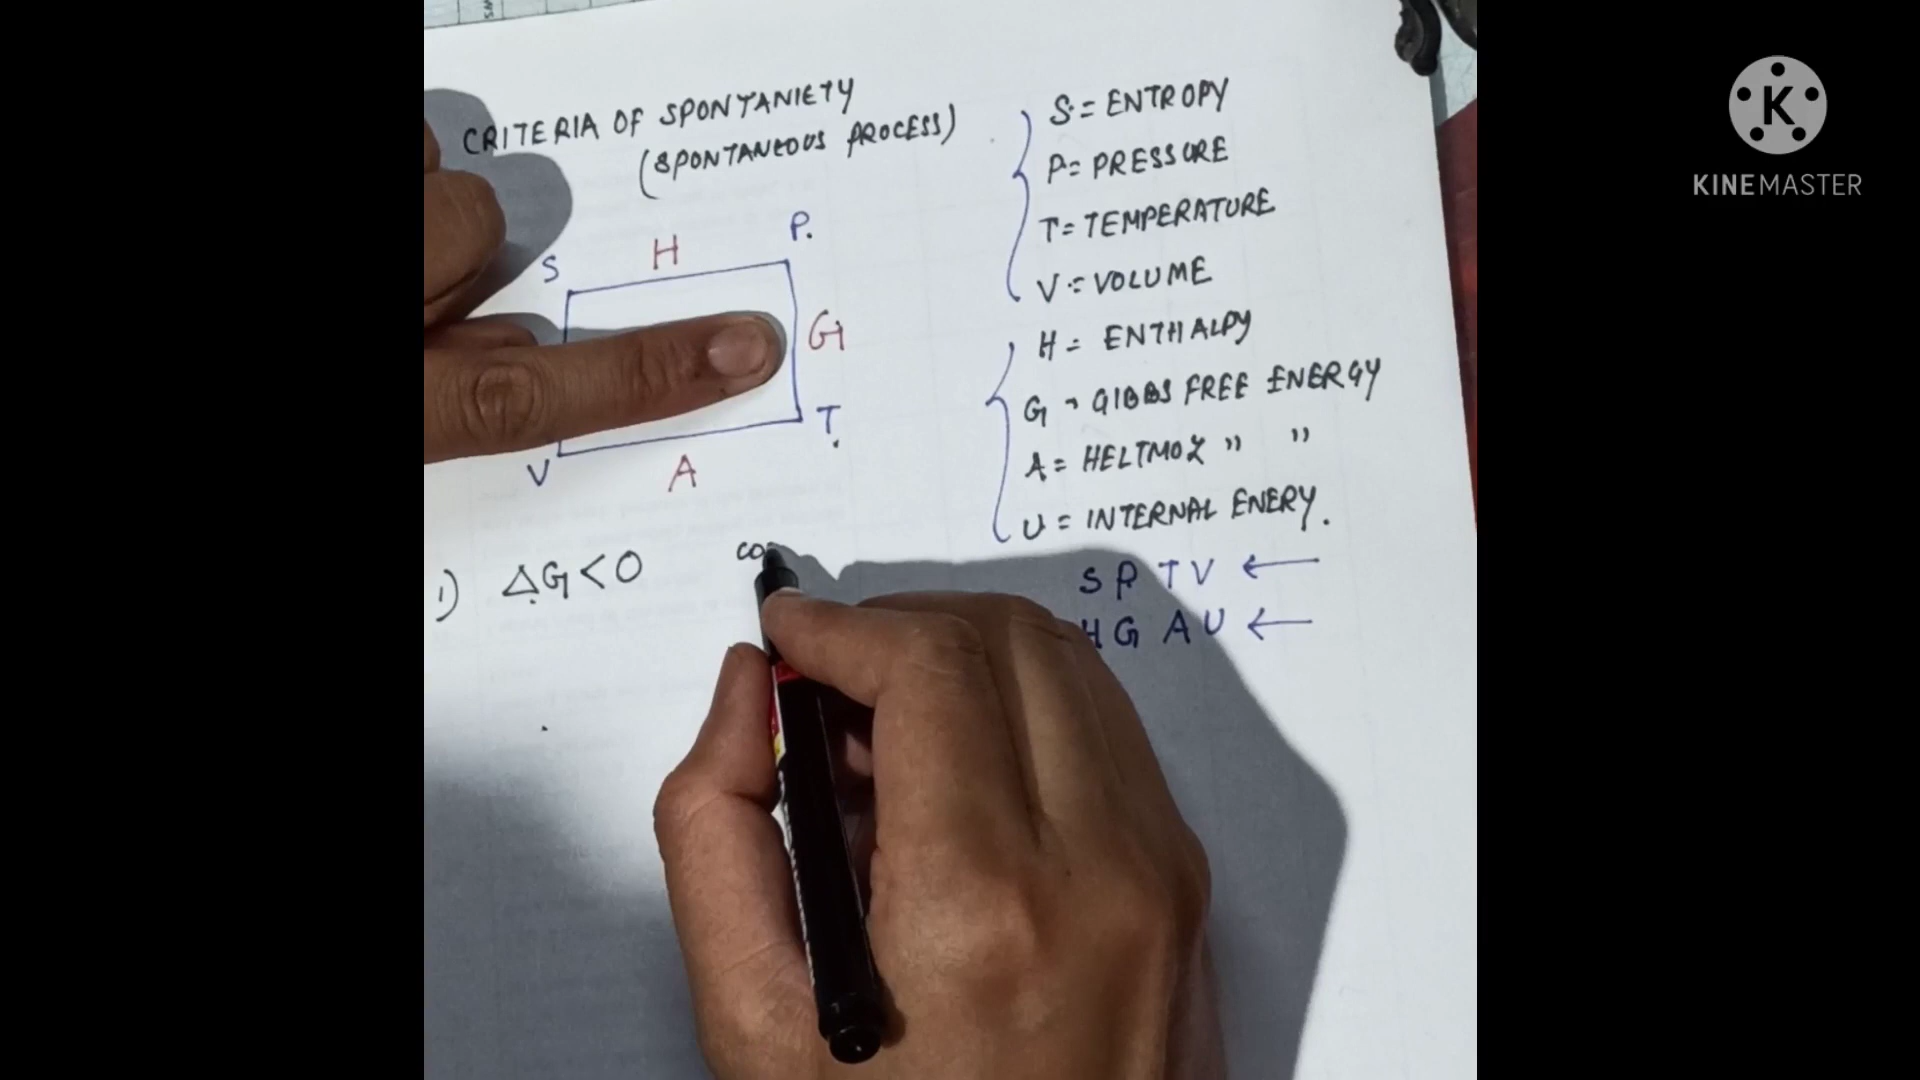 CRITERIA OF SPONTANIETY
(SPONTANEOUS PROCESS)
S = ENTROPY
P = PRESSURE
T = TEMPERATURE
V = VOLUME
H = ENTHALPY
G = GIBBS FREE ENERGY
A = HELTMOZ " "
U = INTERNAL ENERY.
S H P.
G
V A T.
1) ΔG < 0
S P T V ←
H G A U ←
K
KINEMASTER